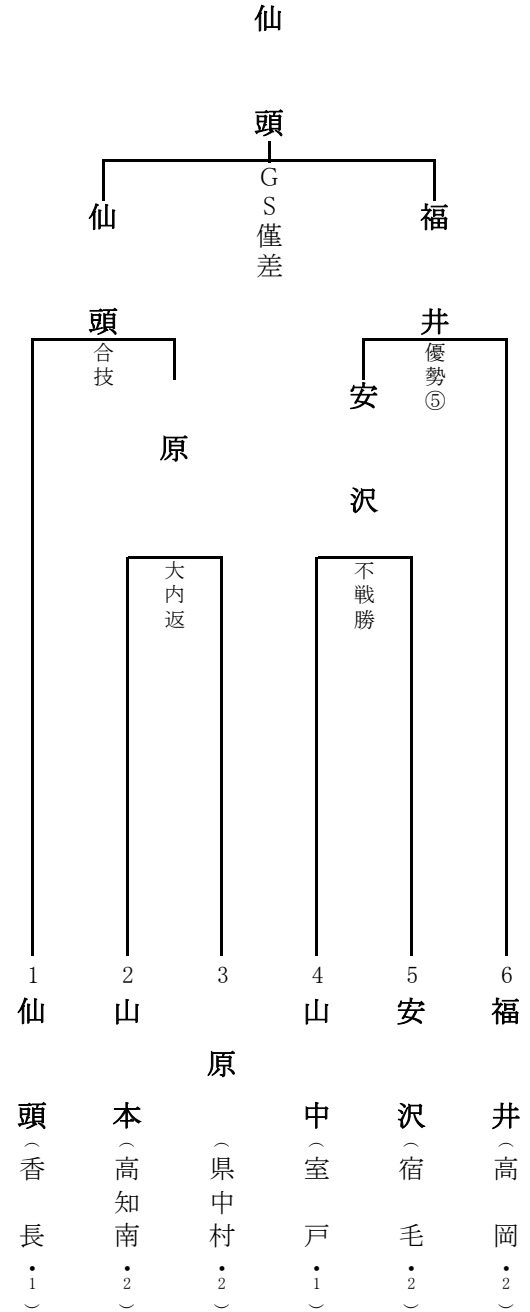 仙頭
GS僅差
仙頭
福井
合技
優勢⑤
原
安沢
大内返
不戦勝
1
仙頭
（香長・1）
2
山本
（高知南・2）
3
原
（県中村・2）
4
山中
（室戸・1）
5
安沢
（宿毛・2）
6
福井
（高岡・2）